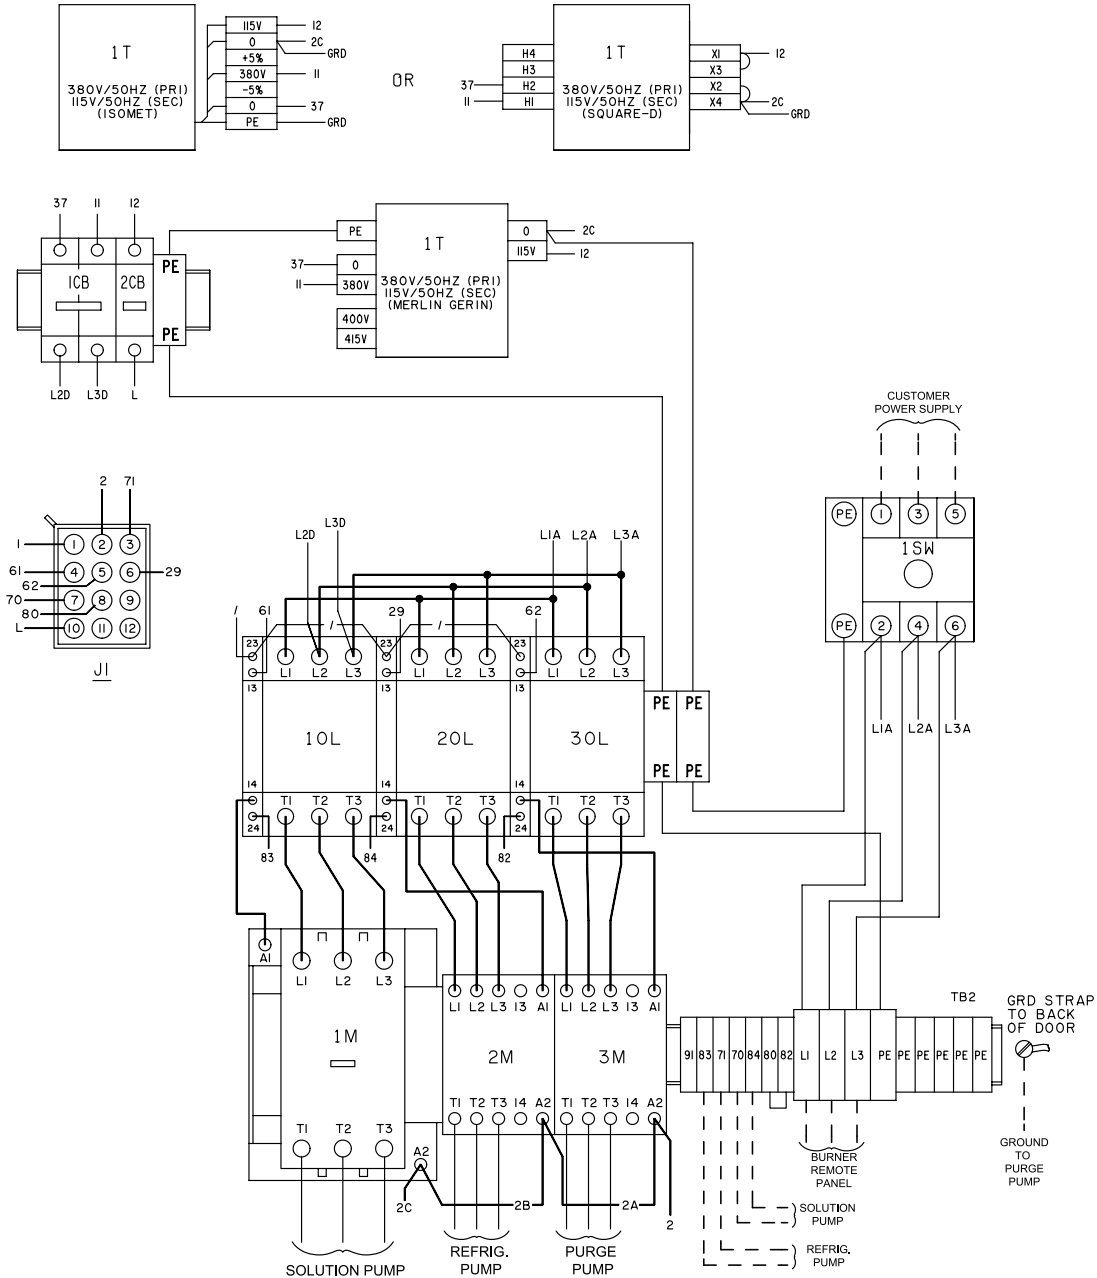 1T
380V/50HZ (PRI)
115V/50HZ (SEC)
(ISOMET)
115V
0
+5%
380V
-5%
0
PE
12
2C
GRD
11
37
GRD
OR
37
11
H4
H3
H2
H1
1T
380V/50HZ (PRI)
115V/50HZ (SEC)
(SQUARE-D)
X1
X3
X2
X4
12
2C
GRD
37 11 12
1CB 2CB
PE
PE
L2D L3D L
PE
0
380V
400V
415V
37
11
1T
380V/50HZ (PRI)
115V/50HZ (SEC)
(MERLIN GERIN)
0
115V
2C
12
CUSTOMER
POWER SUPPLY
PE 1 3 5
1SW
PE 2 4 6
L1A L2A L3A
2 71
1
61
62
70
80
L
29
1 2 3
4 5 6
7 8 9
10 11 12
J1
L2D L3D L1A L2A L3A
/ 61 / 29 / 62
23 23 23
L1 L2 L3 L1 L2 L3 L1 L2 L3
13 13 13
10L 20L 30L
PE PE
PE PE
14 14 14
T1 T2 T3 T1 T2 T3 T1 T2 T3
24 24 24
83 84 82
A1
L1 L2 L3
1M
T1 T2 T3
A2
L1 L2 L3 13 A1
2M
T1 T2 T3 14 A2
L1 L2 L3 13 A1
3M
T1 T2 T3 14 A2
2C 2B 2A 2
SOLUTION PUMP
REFRIG.
PUMP
PURGE
PUMP
TB2
91 83 71 70 84 80 82 L1 L2 L3 PE PE PE PE PE PE
GRD STRAP
TO BACK
OF DOOR
BURNER
REMOTE
PANEL
GROUND
TO
PURGE
PUMP
SOLUTION
PUMP
REFRIG.
PUMP